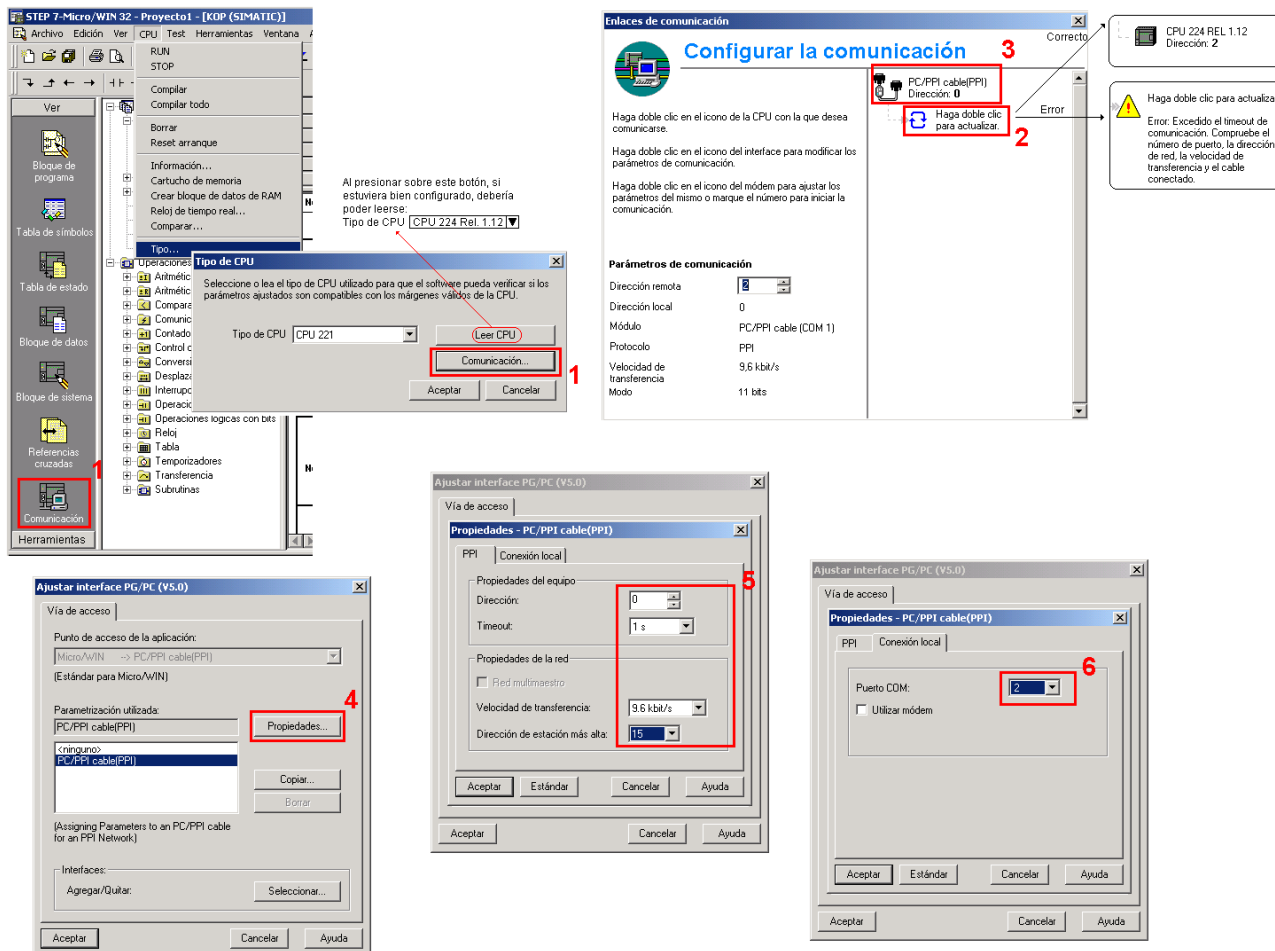 STEP 7-Micro/WIN 32 - Proyecto1 - [KOP (SIMATIC)]
Archivo Edición Ver CPU Test Herramientas Ventana
RUN
STOP
Compilar
Compilar todo
Borrar
Reset arranque
Información...
Cartucho de memoria
Crear bloque de datos de RAM
Reloj de tiempo real...
Comparar...
Tipo...
Ver
Bloque de
programa
Tabla de símbolos
Tabla de estado
Bloque de datos
Bloque de sistema
Referencias
cruzadas
1
Comunicación
Herramientas
Operaciones
Aritmétic
Aritmétic
Compara
Comunic
Contado
Control c
Conversi
Desplaza
Interrupc
Operacio
Operaciones lógicas con bits
Reloj
Tabla
Temporizadores
Transferencia
Subrutinas
Al presionar sobre este botón, si
estuviera bien configurado, debería
poder leerse:
Tipo de CPU CPU 224 Rel. 1.12
Tipo de CPU
Seleccione o lea el tipo de CPU utilizado para que el software pueda verificar si los
parámetros ajustados son compatibles con los márgenes válidos de la CPU.
Tipo de CPU CPU 221 Leer CPU
Comunicación... 1
Aceptar Cancelar
Enlaces de comunicación
Configurar la comunicación
3
Correcto
Haga doble clic en el icono de la CPU con la que desea
comunicarse.
Haga doble clic en el icono del interface para modificar los
parámetros de comunicación.
Haga doble clic en el icono del módem para ajustar los
parámetros del mismo o marque el número para iniciar la
comunicación.
Parámetros de comunicación
Dirección remota 2
Dirección local 0
Módulo PC/PPI cable (COM 1)
Protocolo PPI
Velocidad de 9,6 kbit/s
transferencia
Modo 11 bits
PC/PPI cable(PPI)
Dirección: 0
Haga doble clic
para actualizar.
2
Error
CPU 224 REL 1.12
Dirección: 2
Haga doble clic para actualiza
Error: Excedido el timeout de
comunicación. Compruebe el
número de puerto, la dirección
de red, la velocidad de
transferencia y el cable
conectado.
Ajustar interface PG/PC (V5.0)
Vía de acceso
Punto de acceso de la aplicación:
Micro/WIN --> PC/PPI cable(PPI)
(Estándar para Micro/WIN)
4
Parametrización utilizada:
PC/PPI cable(PPI) Propiedades...
<ninguno>
PC/PPI cable(PPI)
Copiar...
Borrar
(Assigning Parameters to an PC/PPI cable
for an PPI Network)
Interfaces:
Agregar/Quitar: Seleccionar...
Aceptar Cancelar Ayuda
Ajustar interface PG/PC (V5.0)
Vía de acceso
Propiedades - PC/PPI cable(PPI)
PPI Conexión local
5
Propiedades del equipo
Dirección: 0
Timeout: 1 s
Propiedades de la red
Red multimaestro
Velocidad de transferencia: 9.6 kbit/s
Dirección de estación más alta: 15
Aceptar Estándar Cancelar Ayuda
Aceptar Cancelar Ayuda
Ajustar interface PG/PC (V5.0)
Vía de acceso
Propiedades - PC/PPI cable(PPI)
PPI Conexión local
6
Puerto COM: 2
Utilizar módem
Aceptar Estándar Cancelar Ayuda
Aceptar Cancelar Ayuda